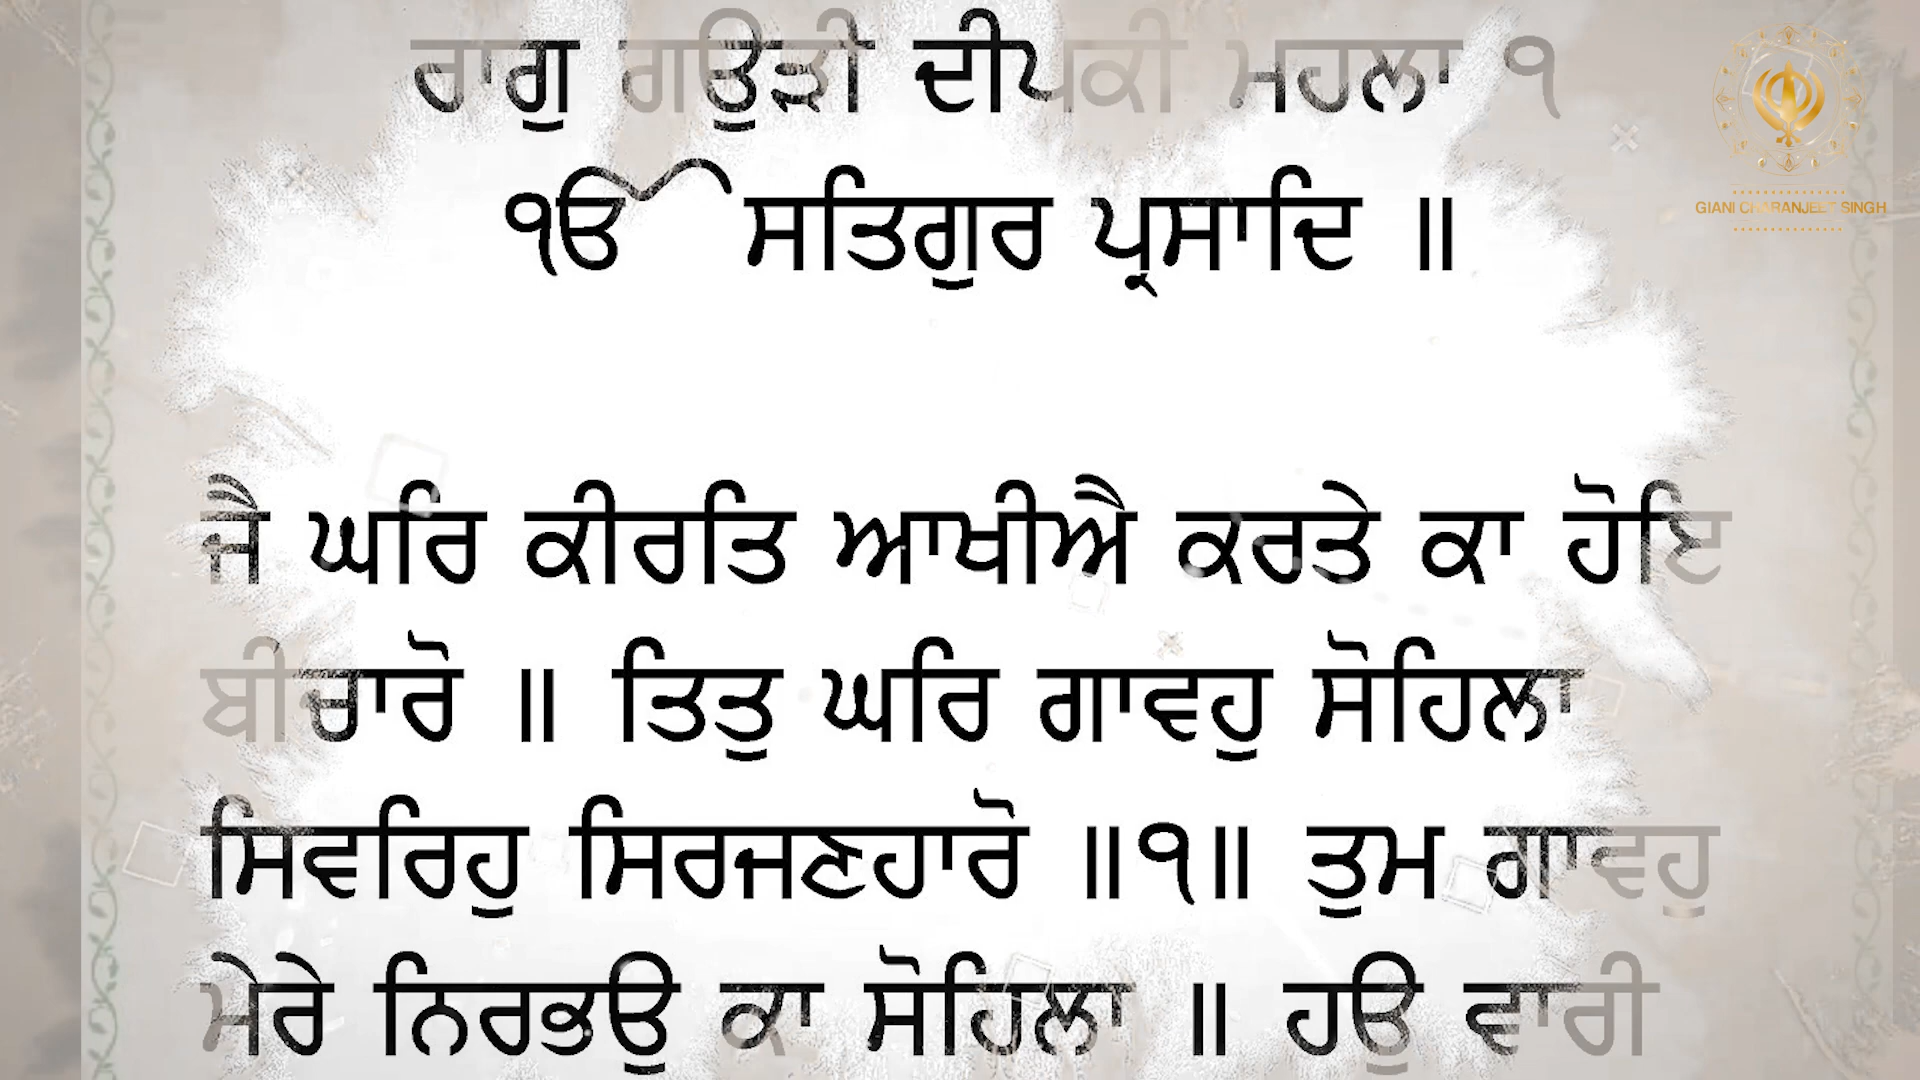 ਰਾਗੁ ਗਉੜੀ ਦੀਪਕੀ ਮਹਲਾ ੧
ੴ ਸਤਿਗੁਰ ਪ੍ਰਸਾਦਿ ॥
ਜੈ ਘਰਿ ਕੀਰਤਿ ਆਖੀਐ ਕਰਤੇ ਕਾ ਹੋਇ
ਬੀਚਾਰੋ ॥ ਤਿਤੁ ਘਰਿ ਗਾਵਹੁ ਸੋਹਿਲਾ
ਸਿਵਰਿਹੁ ਸਿਰਜਣਹਾਰੋ ॥੧॥ ਤੁਮ ਗਾਵਹੁ
ਮੇਰੇ ਨਿਰਭਉ ਕਾ ਸੋਹਿਲਾ ॥ ਹਉ ਵਾਰੀ
GIANI CHARANJEET SINGH